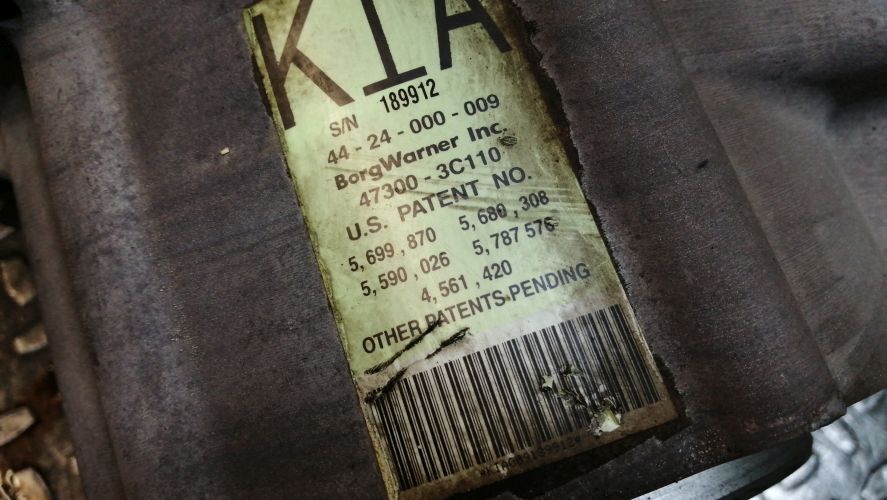 KIA
S/N 189912
44-24-000-009
BorgWarner Inc.
47300-3C110
U.S. PATENT NO.
5,699,870 5,680,308
5,590,026 5,787 576
4,561,420
OTHER PATENTS PENDING